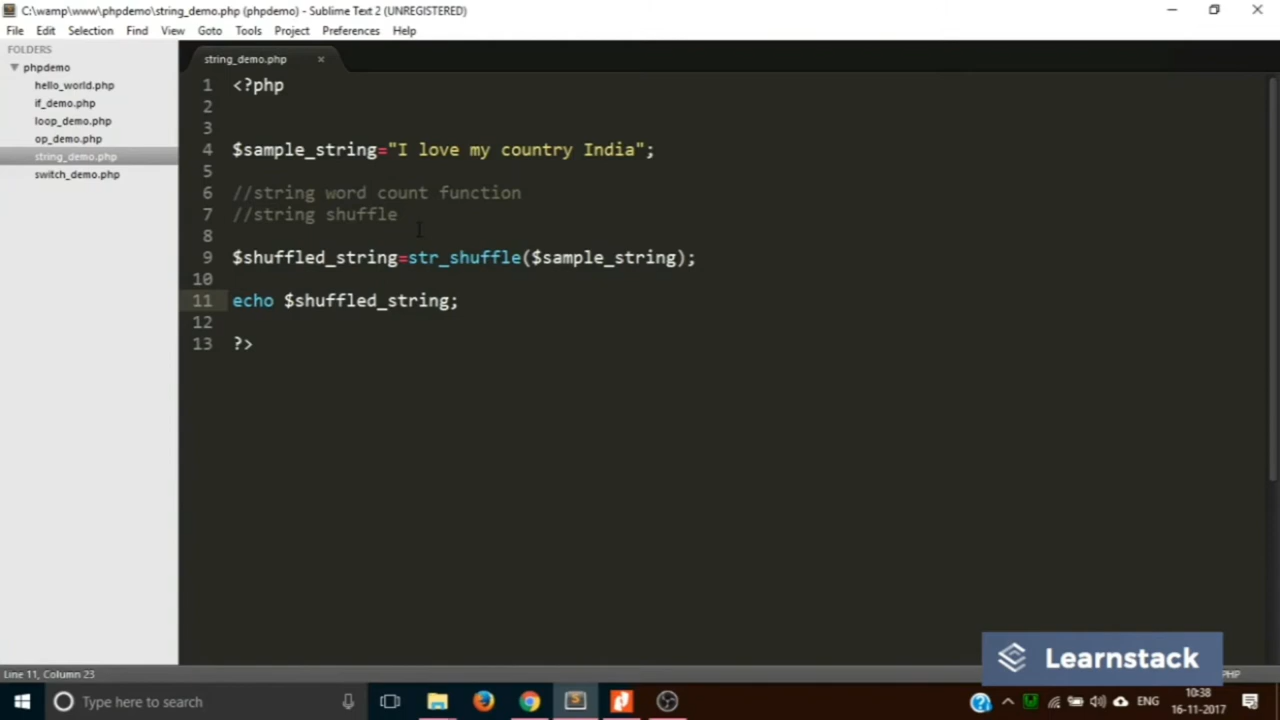 C:\wamp\www\phpdemo\string_demo.php (phpdemo) - Sublime Text 2 (UNREGISTERED)
File Edit Selection Find View Goto Tools Project Preferences Help
FOLDERS
phpdemo
hello_world.php
if_demo.php
loop_demo.php
op_demo.php
string_demo.php
switch_demo.php
string_demo.php
1 <?php
2
3
4 $sample_string="I love my country India";
5
6 //string word count function
7 //string shuffle
8
9 $shuffled_string=str_shuffle($sample_string);
10
11 echo $shuffled_string;
12
13 ?>
Learnstack
Line 11, Column 23
PHP
Type here to search
ENG
10:38
16-11-2017